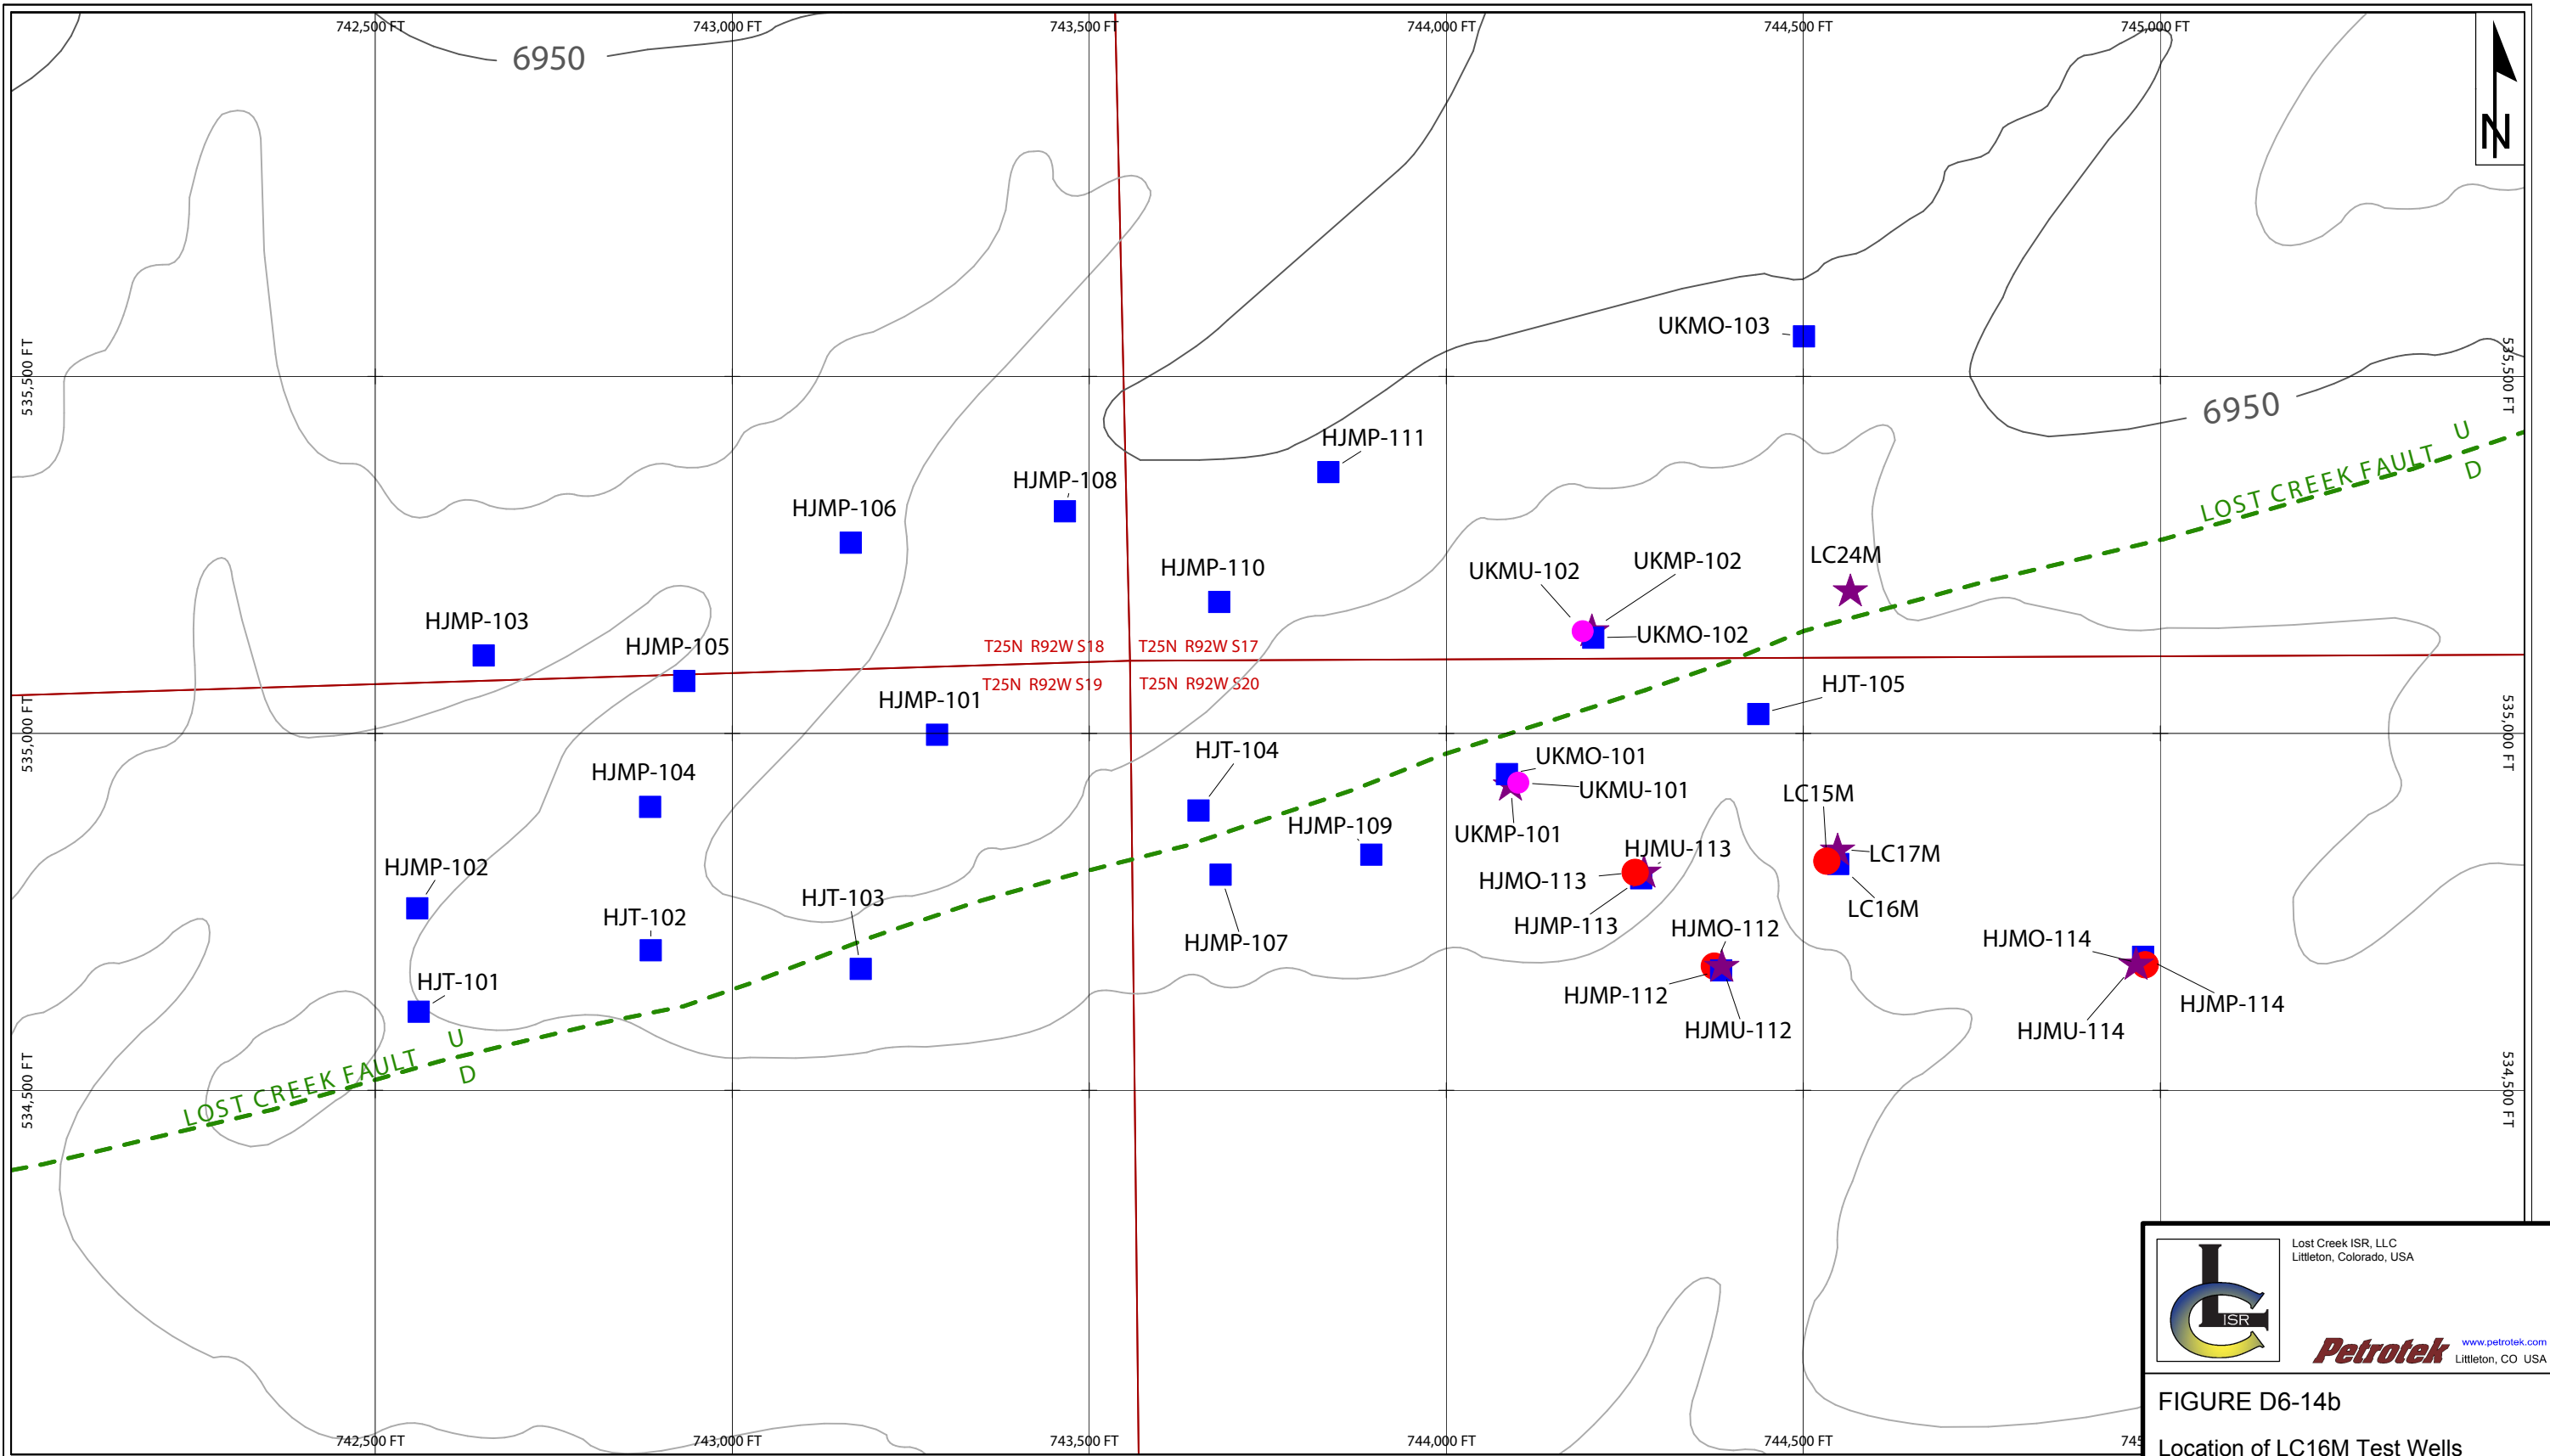 742,500 FT
743,000 FT
743,500 FT
744,000 FT
744,500 FT
745,000 FT
6950
N
UKMO-103
535,500 FT
535,500 FT
6950
HJMP-111
U
LOST CREEK FAULT
D
HJMP-108
HJMP-106
LC24M
UKMP-102
HJMP-110
UKMU-102
HJMP-103
UKMO-102
HJMP-105
T25N R92W S18
T25N R92W S17
T25N R92W S19
T25N R92W S20
HJT-105
HJMP-101
535,000 FT
535,000 FT
HJT-104
UKMO-101
HJMP-104
UKMU-101
LC15M
HJMP-109
UKMP-101
HJMU-113
LC17M
HJMP-102
HJMO-113
HJT-103
LC16M
HJT-102
HJMP-113
HJMO-112
HJMP-107
HJMO-114
HJT-101
HJMP-112
HJMP-114
HJMU-112
HJMU-114
U
LOST CREEK FAULT
D
534,500 FT
534,500 FT
Lost Creek ISR, LLC
Littleton, Colorado, USA
LC
ISR
Petrotek
www.petrotek.com
Littleton, CO USA
FIGURE D6-14b
Location of LC16M Test Wells
742,500 FT
743,000 FT
743,500 FT
744,000 FT
744,500 FT